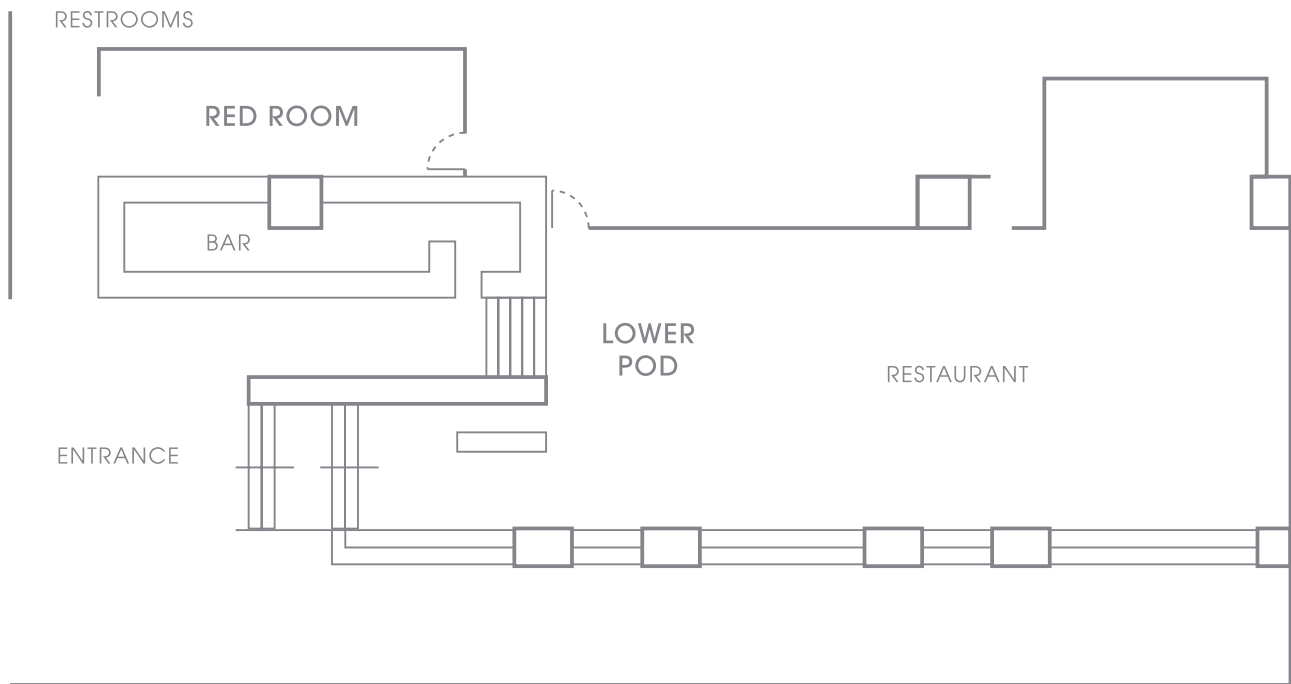 RESTROOMS
RED ROOM
BAR
LOWER
POD
RESTAURANT
ENTRANCE